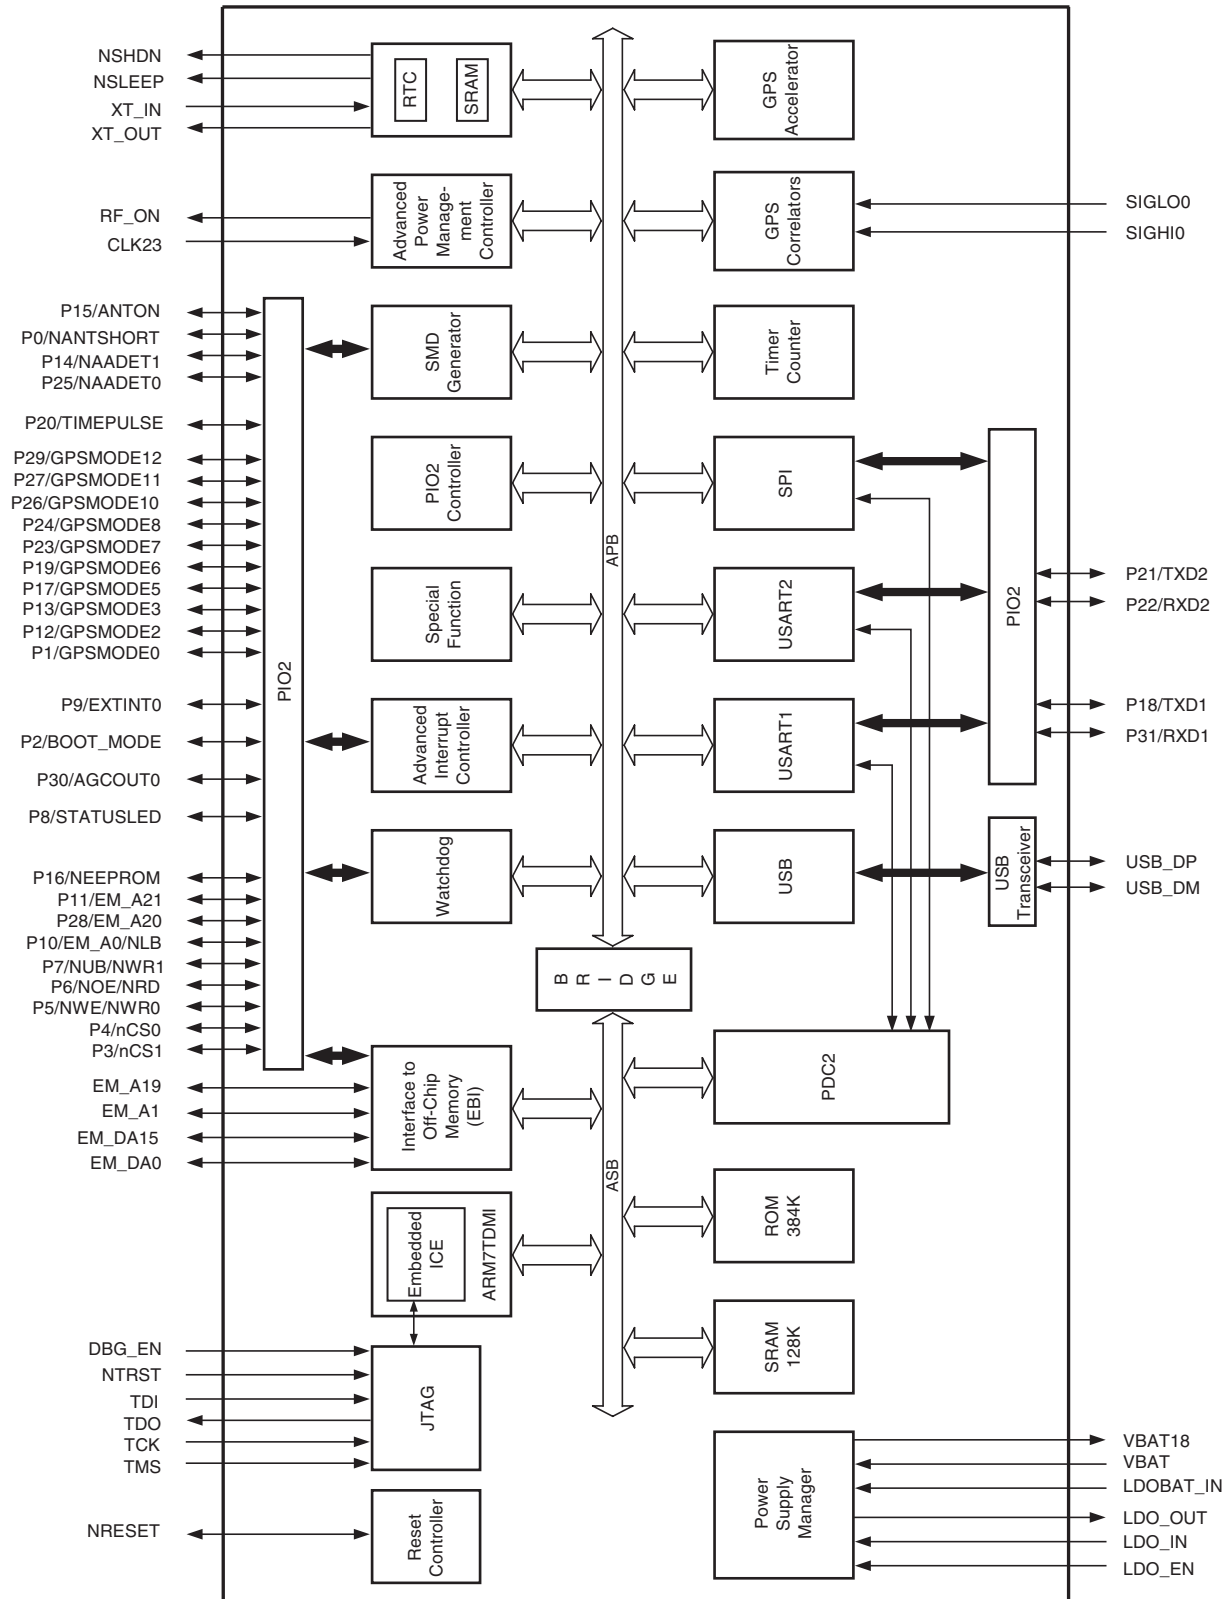 NSHDN
NSLEEP
XT_IN
XT_OUT
RF_ON
CLK23
P15/ANTON
P0/NANTSHORT
P14/NAADET1
P25/NAADET0
P20/TIMEPULSE
P29/GPSMODE12
P27/GPSMODE11
P26/GPSMODE10
P24/GPSMODE8
P23/GPSMODE7
P19/GPSMODE6
P17/GPSMODE5
P13/GPSMODE3
P12/GPSMODE2
P1/GPSMODE0
P9/EXTINT0
P2/BOOT_MODE
P30/AGCOUT0
P8/STATUSLED
P16/NEEPROM
P11/EM_A21
P28/EM_A20
P10/EM_A0/NLB
P7/NUB/NWR1
P6/NOE/NRD
P5/NWE/NWR0
P4/nCS0
P3/nCS1
EM_A19
EM_A1
EM_DA15
EM_DA0
DBG_EN
NTRST
TDI
TDO
TCK
TMS
NRESET
PIO2
RTC
SRAM
Advanced
Power
Manage-
ment
Controller
SMD
Generator
PIO2
Controller
Special
Function
Advanced
Interrupt
Controller
Watchdog
Interface to
Off-Chip
Memory
(EBI)
Embedded
ICE
ARM7TDMI
JTAG
Reset
Controller
APB
BRIDGE
ASB
GPS
Accelerator
GPS
Correlators
Timer
Counter
SPI
USART2
USART1
USB
PDC2
ROM
384K
SRAM
128K
Power
Supply
Manager
PIO2
USB
Transceiver
SIGLO0
SIGHI0
P21/TXD2
P22/RXD2
P18/TXD1
P31/RXD1
USB_DP
USB_DM
VBAT18
VBAT
LDOBAT_IN
LDO_OUT
LDO_IN
LDO_EN